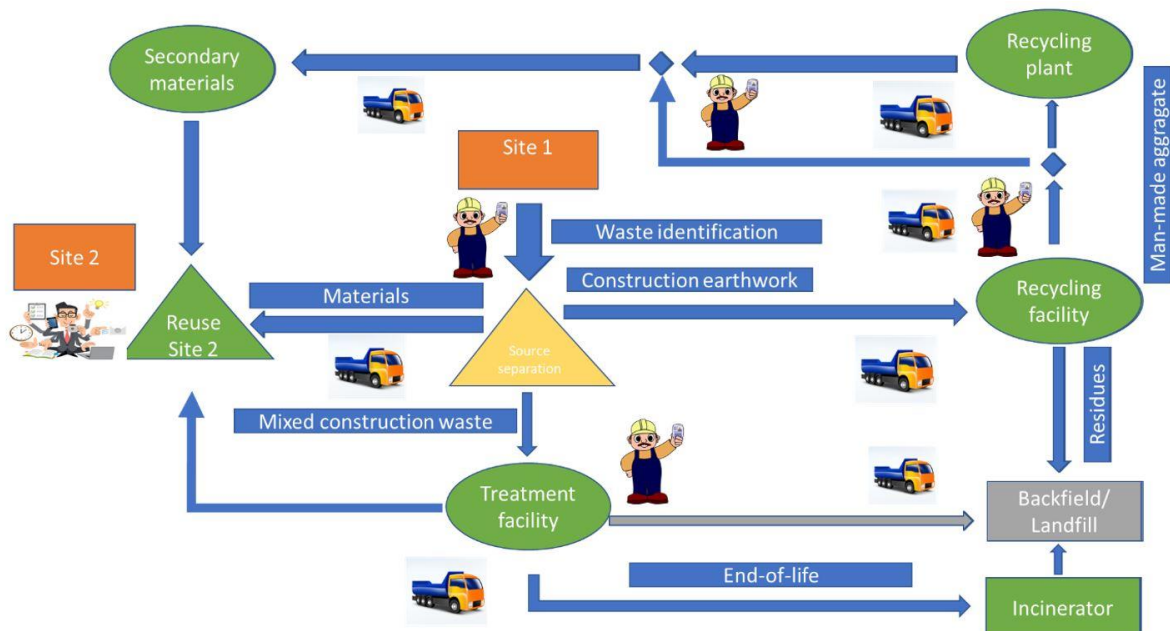 Secondary
materials
Recycling
plant
Man-made aggragate
Site 1
Waste identification
Site 2
Materials
Construction earthwork
Reuse
Site 2
Source
separation
Recycling
facility
Mixed construction waste
Residues
Treatment
facility
Backfield/
Landfill
End-of-life
Incinerator